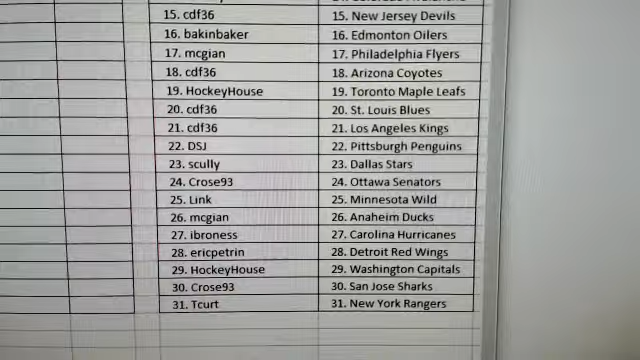 15. cdf36 15. New Jersey Devils
16. bakinbaker 16. Edmonton Oilers
17. mcgian 17. Philadelphia Flyers
18. cdf36 18. Arizona Coyotes
19. HockeyHouse 19. Toronto Maple Leafs
20. cdf36 20. St. Louis Blues
21. cdf36 21. Los Angeles Kings
22. DSJ 22. Pittsburgh Penguins
23. scully 23. Dallas Stars
24. Crose93 24. Ottawa Senators
25. Link 25. Minnesota Wild
26. mcgian 26. Anaheim Ducks
27. ibroness 27. Carolina Hurricanes
28. ericpetrin 28. Detroit Red Wings
29. HockeyHouse 29. Washington Capitals
30. Crose93 30. San Jose Sharks
31. Tcurt 31. New York Rangers